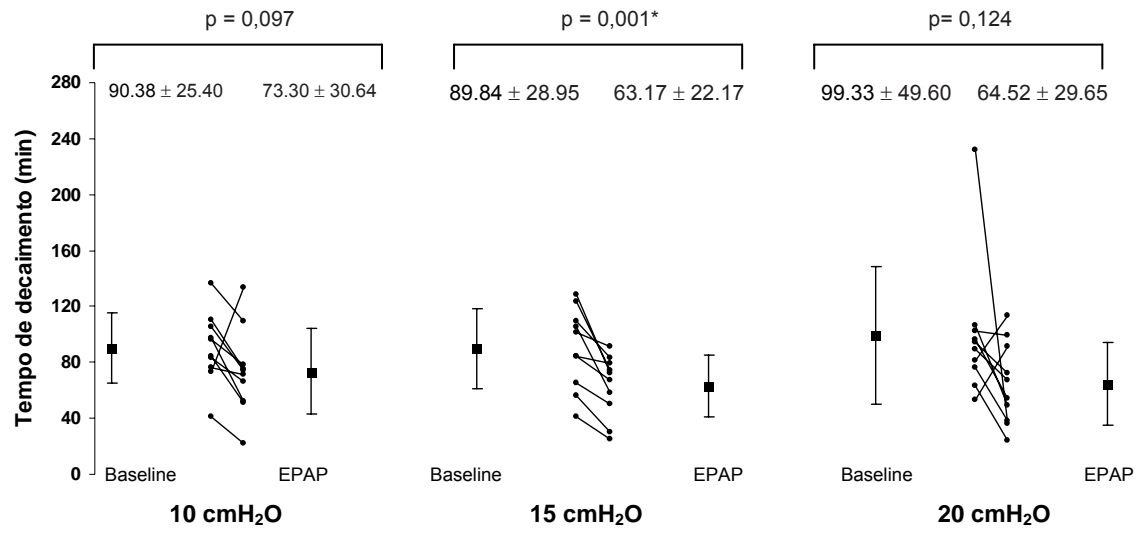 p = 0,097 p = 0,001* p= 0,124
90.38 ± 25.40 73.30 ± 30.64 89.84 ± 28.95 63.17 ± 22.17 99.33 ± 49.60 64.52 ± 29.65
Tempo de decaimento (min)
280
240
200
160
120
80
40
0
Baseline EPAP Baseline EPAP Baseline EPAP
10 cmH₂O 15 cmH₂O 20 cmH₂O